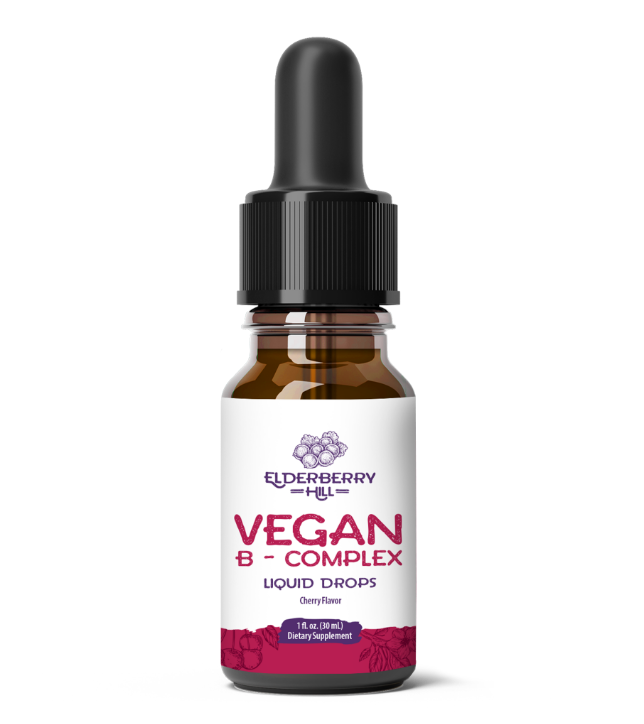 ELDERBERRY
HILL
VEGAN
B - COMPLEX
LIQUID DROPS
Cherry Flavor
1 fl. oz. (30 ml.)
Dietary Supplement